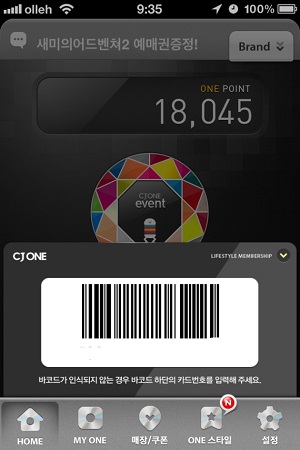 olleh 9:35 100%
새미의어드벤쳐2 예매권증정!
Brand
ONE POINT
18,045
CJ ONE
event
CJ ONE LIFESTYLE MEMBERSHIP
바코드가 인식되지 않는 경우 바코드 하단의 카드번호를 입력해 주세요.
N
HOME MY ONE 매장/쿠폰 ONE 스타일 설정